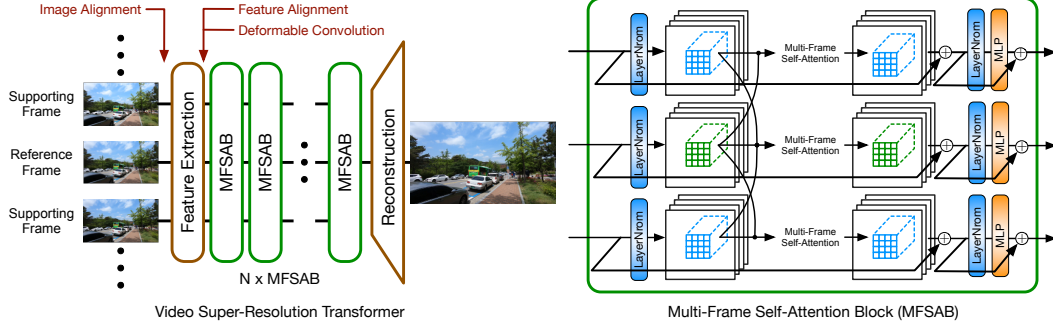 Image Alignment
Feature Alignment
Deformable Convolution
Supporting
Frame
Reference
Frame
Supporting
Frame
Feature Extraction
MFSAB
MFSAB
MFSAB
Reconstruction
N x MFSAB
Video Super-Resolution Transformer
LayerNrom
Multi-Frame
Self-Attention
LayerNrom
MLP
LayerNrom
Multi-Frame
Self-Attention
LayerNrom
MLP
LayerNrom
Multi-Frame
Self-Attention
LayerNrom
MLP
Multi-Frame Self-Attention Block (MFSAB)